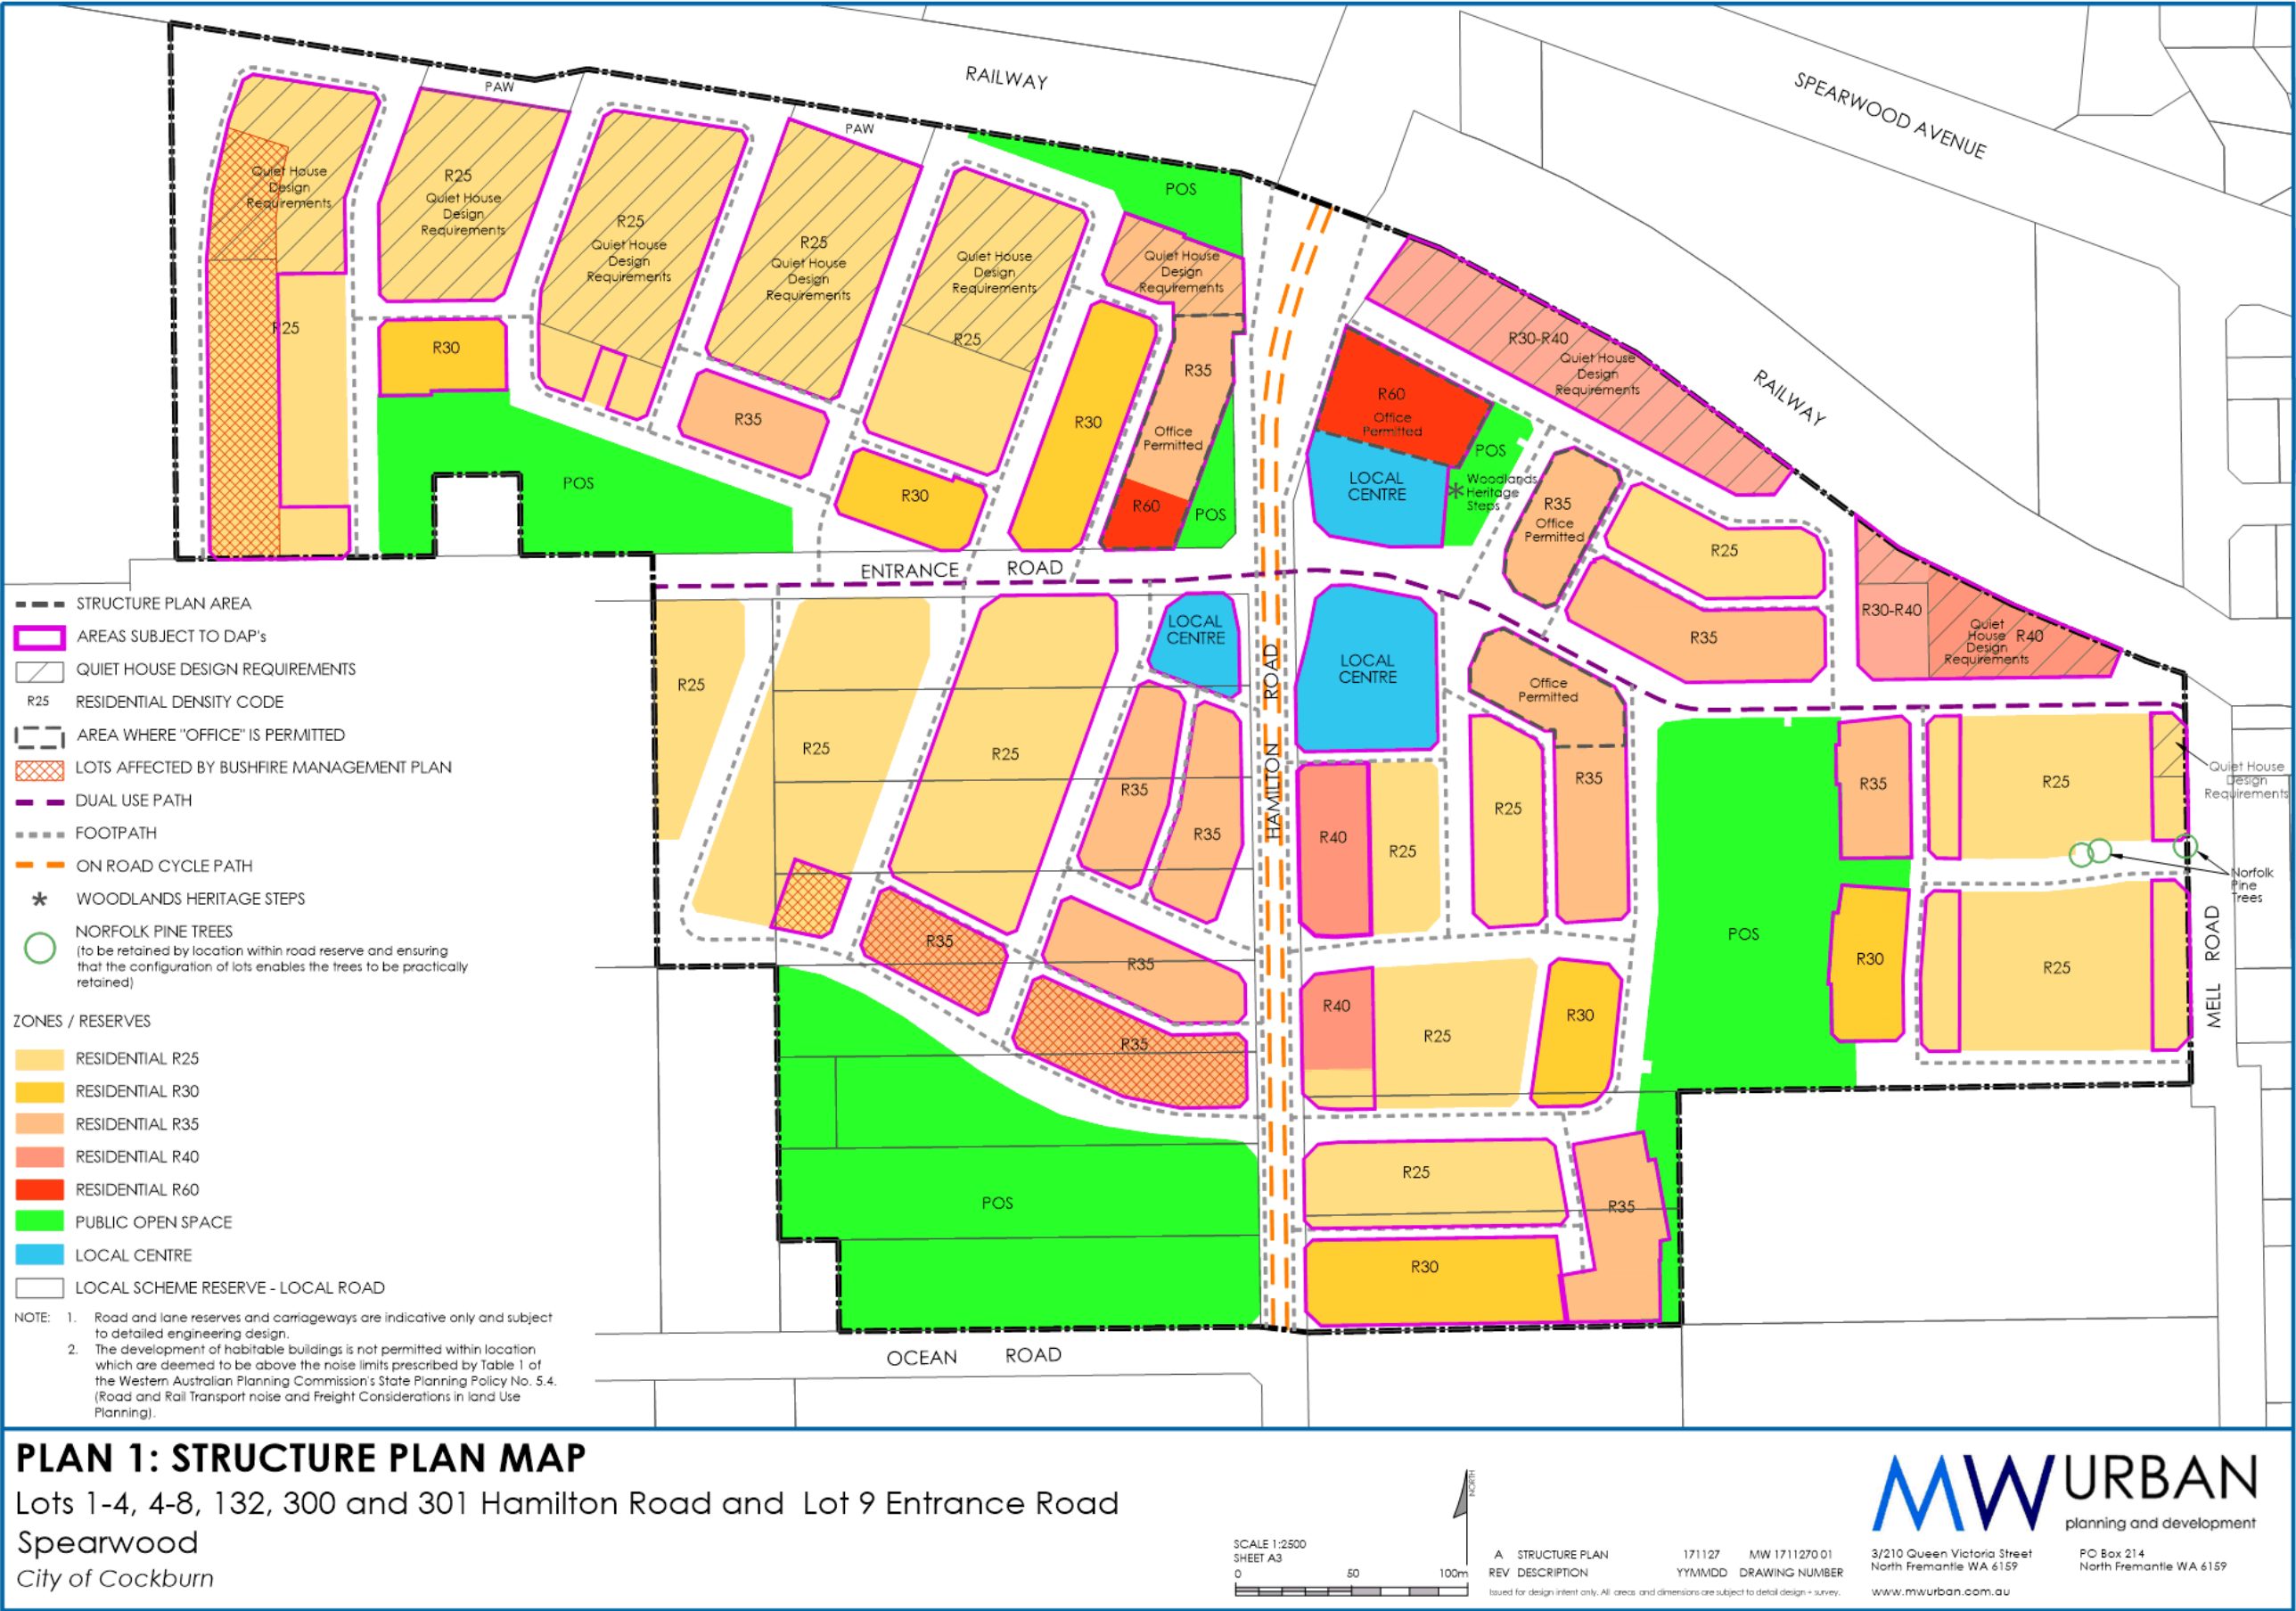 RAILWAY
SPEARWOOD AVENUE
PAW
PAW
POS
Quiet House
Design
Requirements
R25
Quiet House
Design
Requirements
R25
Quiet House
Design
Requirements
R25
Quiet House
Design
Requirements
Quiet House
Design
Requirements
Quiet House
Design
Requirements
R25
R30
R25
R35
R30-R40
Quiet House
Design
Requirements
RAILWAY
R35
R30
Office
Permitted
R60
Office
Permitted
POS
R30
R60
POS
LOCAL
CENTRE
POS
Woodlands
Heritage
Steps
R35
Office
Permitted
R25
ENTRANCE ROAD
R30-R40
Quiet
House
Design
Requirements
R40
R35
LOCAL
CENTRE
LOCAL
CENTRE
Office
Permitted
HAMILTON ROAD
R25
R25
R25
R35
R35
R40
R25
R25
R35
R35
R25
Quiet House
Design
Requirements
Norfolk
Pine
Trees
MELL ROAD
R35
R35
R35
R40
R25
R30
POS
R30
R25
POS
R25
R35
R30
OCEAN ROAD
STRUCTURE PLAN AREA
AREAS SUBJECT TO DAP's
QUIET HOUSE DESIGN REQUIREMENTS
R25 RESIDENTIAL DENSITY CODE
AREA WHERE "OFFICE" IS PERMITTED
LOTS AFFECTED BY BUSHFIRE MANAGEMENT PLAN
DUAL USE PATH
FOOTPATH
ON ROAD CYCLE PATH
WOODLANDS HERITAGE STEPS
NORFOLK PINE TREES
(to be retained by location within road reserve and ensuring
that the configuration of lots enables the trees to be practically
retained)
ZONES / RESERVES
RESIDENTIAL R25
RESIDENTIAL R30
RESIDENTIAL R35
RESIDENTIAL R40
RESIDENTIAL R60
PUBLIC OPEN SPACE
LOCAL CENTRE
LOCAL SCHEME RESERVE - LOCAL ROAD
NOTE: 1. Road and lane reserves and carriageways are indicative only and subject
to detailed engineering design.
2. The development of habitable buildings is not permitted within location
which are deemed to be above the noise limits prescribed by Table 1 of
the Western Australian Planning Commission's State Planning Policy No. 5.4.
(Road and Rail Transport noise and Freight Considerations in land Use
Planning).
PLAN 1: STRUCTURE PLAN MAP
Lots 1-4, 4-8, 132, 300 and 301 Hamilton Road and Lot 9 Entrance Road
Spearwood
City of Cockburn
NORTH
SCALE 1:2500
SHEET A3
0 50 100m
A STRUCTURE PLAN 171127 MW 1711270 01
REV DESCRIPTION YYMMDD DRAWING NUMBER
Issued for design intent only. All areas and dimensions are subject to detail design + survey.
MW URBAN
planning and development
3/210 Queen Victoria Street
North Fremantle WA 6159
PO Box 214
North Fremantle WA 6159
www.mwurban.com.au